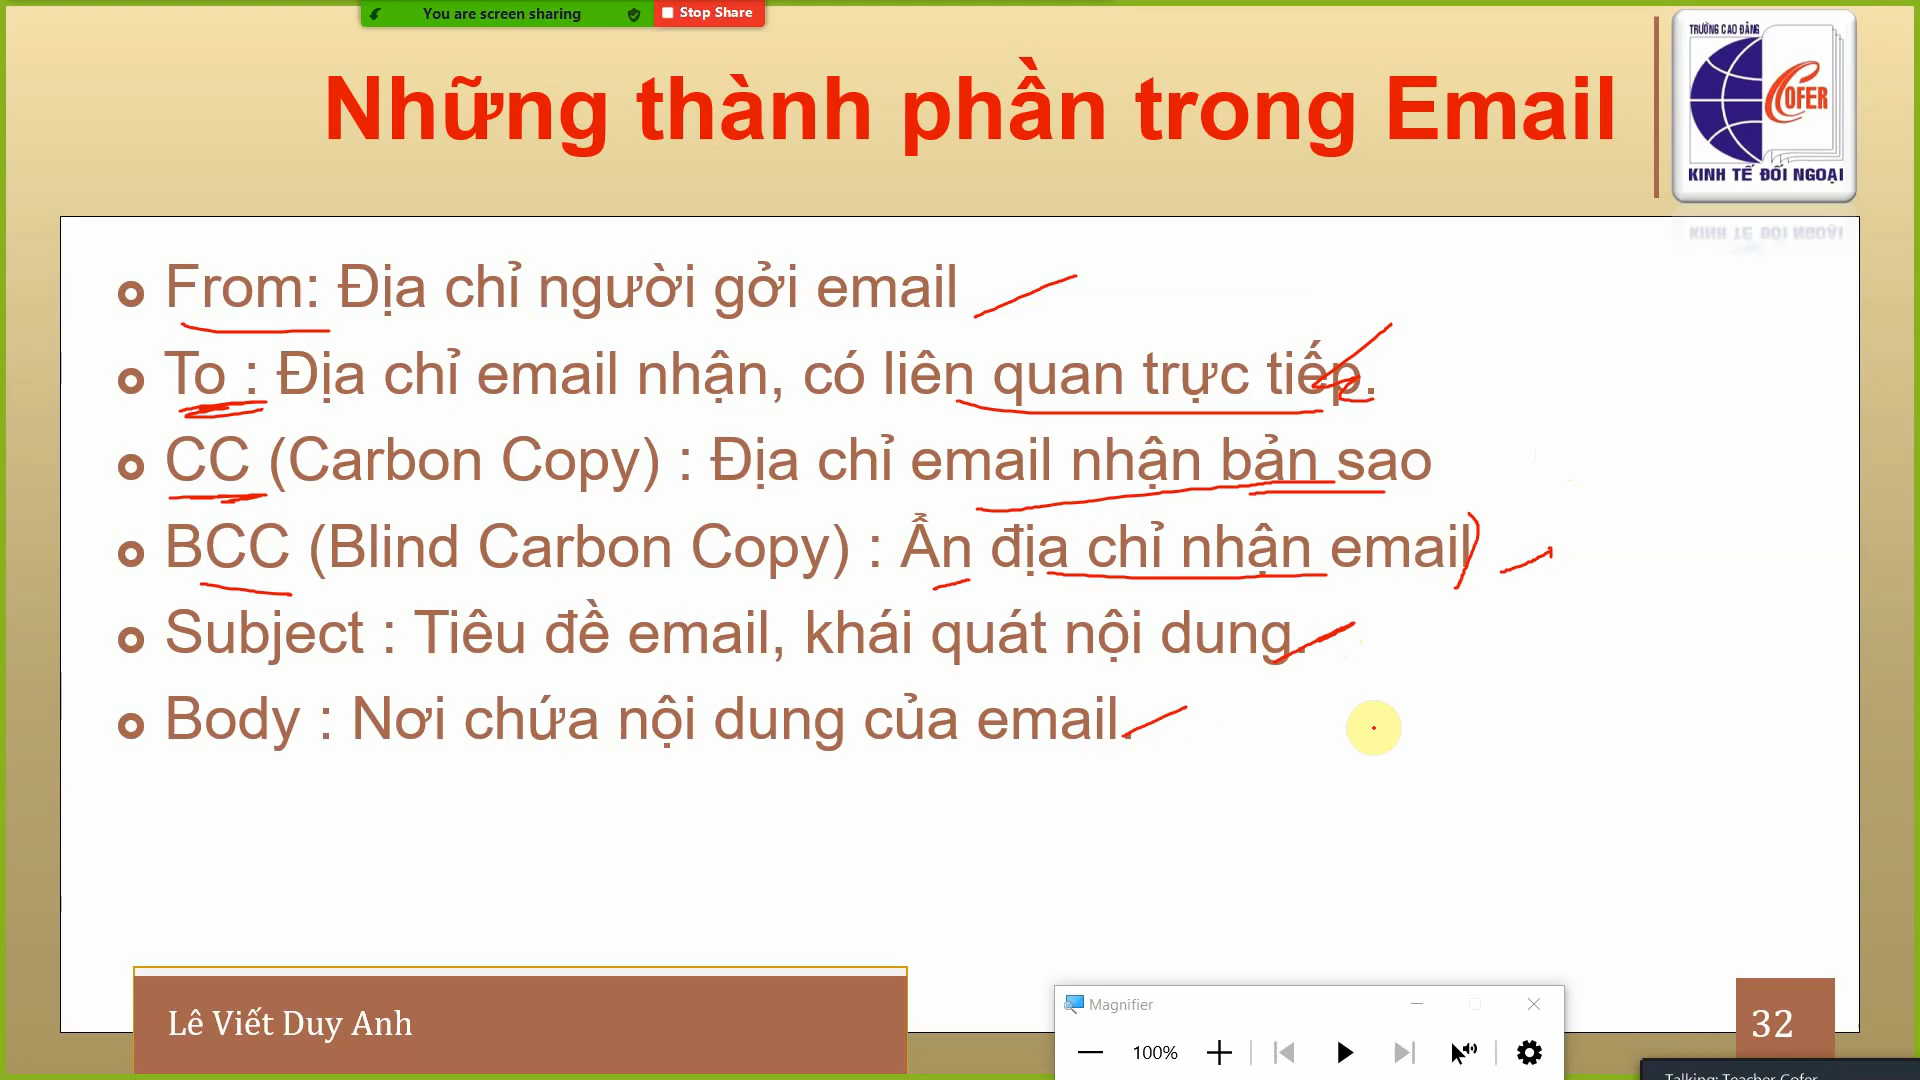 You are screen sharing
Stop Share
Những thành phần trong Email
TRƯỜNG CAO ĐẲNG
COFER
KINH TẾ ĐỐI NGOẠI
From: Địa chỉ người gởi email
To : Địa chỉ email nhận, có liên quan trực tiếp.
CC (Carbon Copy) : Địa chỉ email nhận bản sao
BCC (Blind Carbon Copy) : Ẩn địa chỉ nhận email
Subject : Tiêu đề email, khái quát nội dung.
Body : Nơi chứa nội dung của email.
Lê Viết Duy Anh
Magnifier
100%
32
Talking: Teacher Cofer